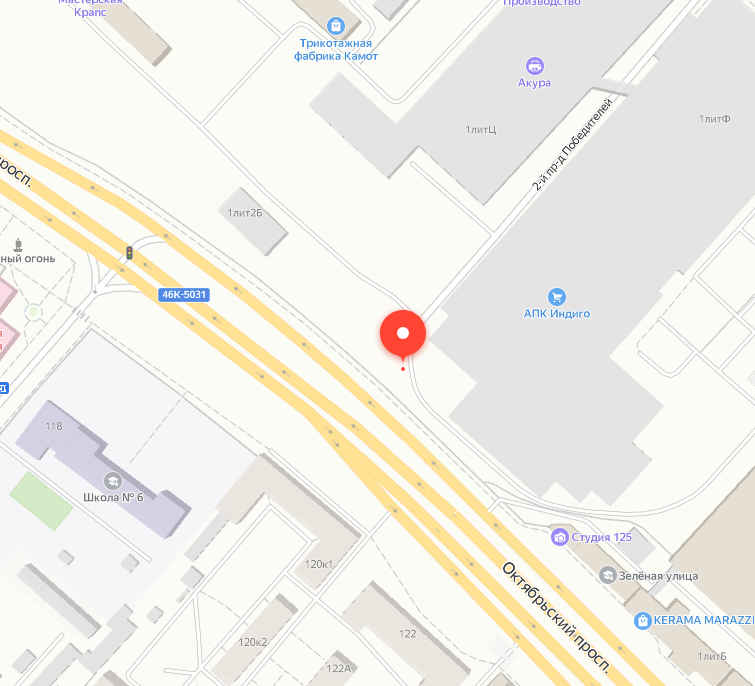 Мастерская
Крапс
Производство
Трикотажная
фабрика Камот
Акура
1литЦ
1литФ
2-й пр-д Победителей
просп.
1лит2Б
ный огонь
46К-5031
АПК Индиго
118
Школа № 6
Студия 125
120к1
Зелёная улица
Октябрьский просп.
KERAMA MARAZZI
120к2
122
122А
1литБ